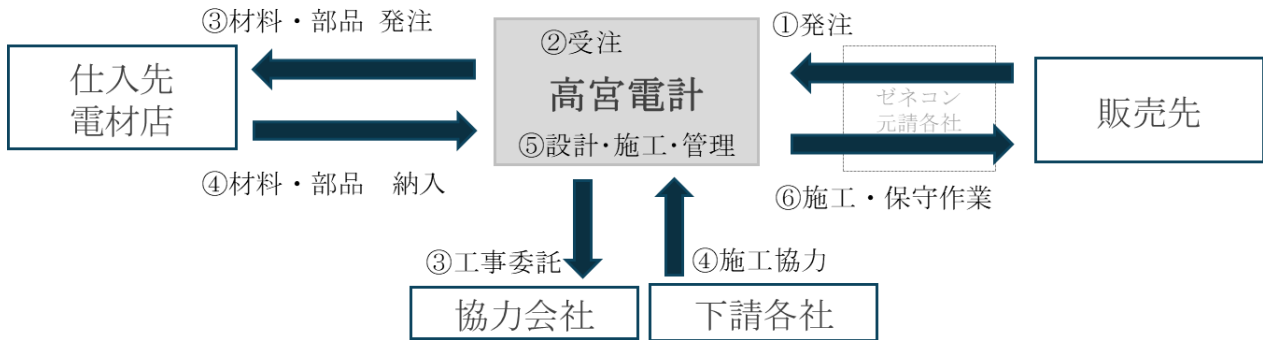 ③材料・部品 発注
①発注
②受注
仕入先
電材店
高宮電計
ゼネコン
元請各社
販売先
⑤設計・施工・管理
④材料・部品　納入
⑥施工・保守作業
③工事委託
④施工協力
協力会社
下請各社